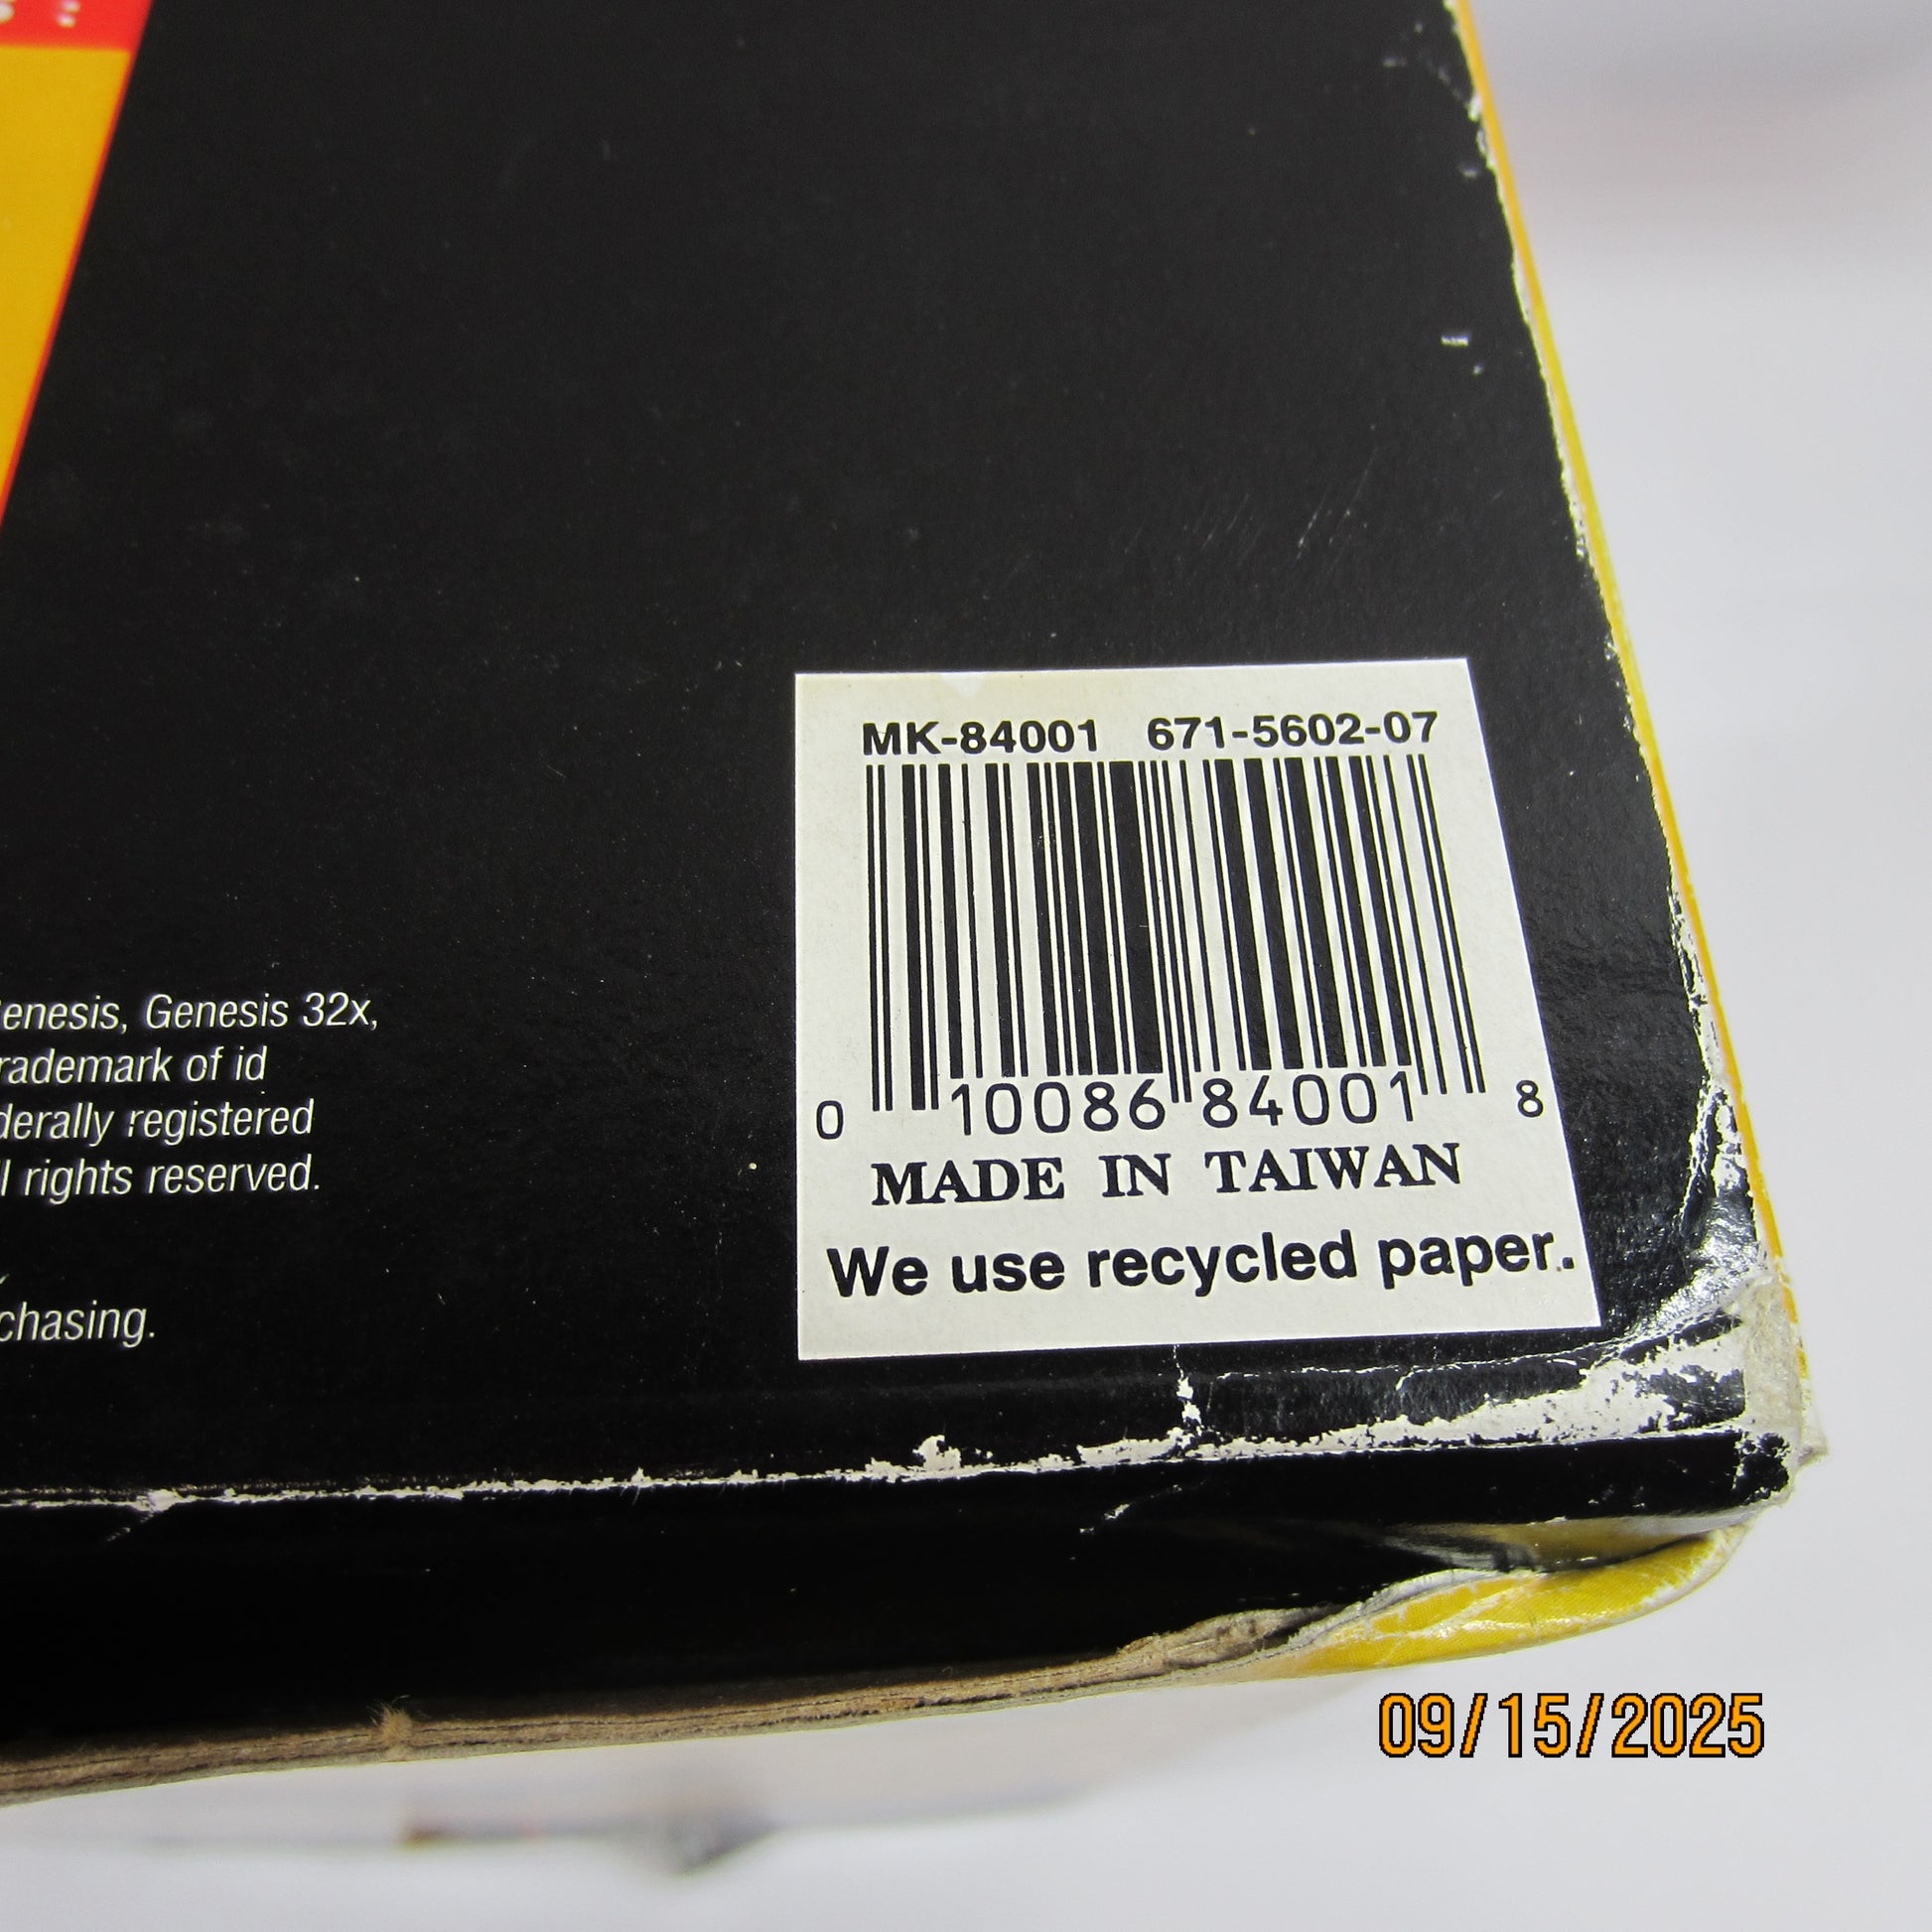 enesis, Genesis 32x,
rademark of id
derally registered
l rights reserved.
chasing.
MK-84001 671-5602-07
0 10086 84001 8
MADE IN TAIWAN
We use recycled paper.
09/15/2025